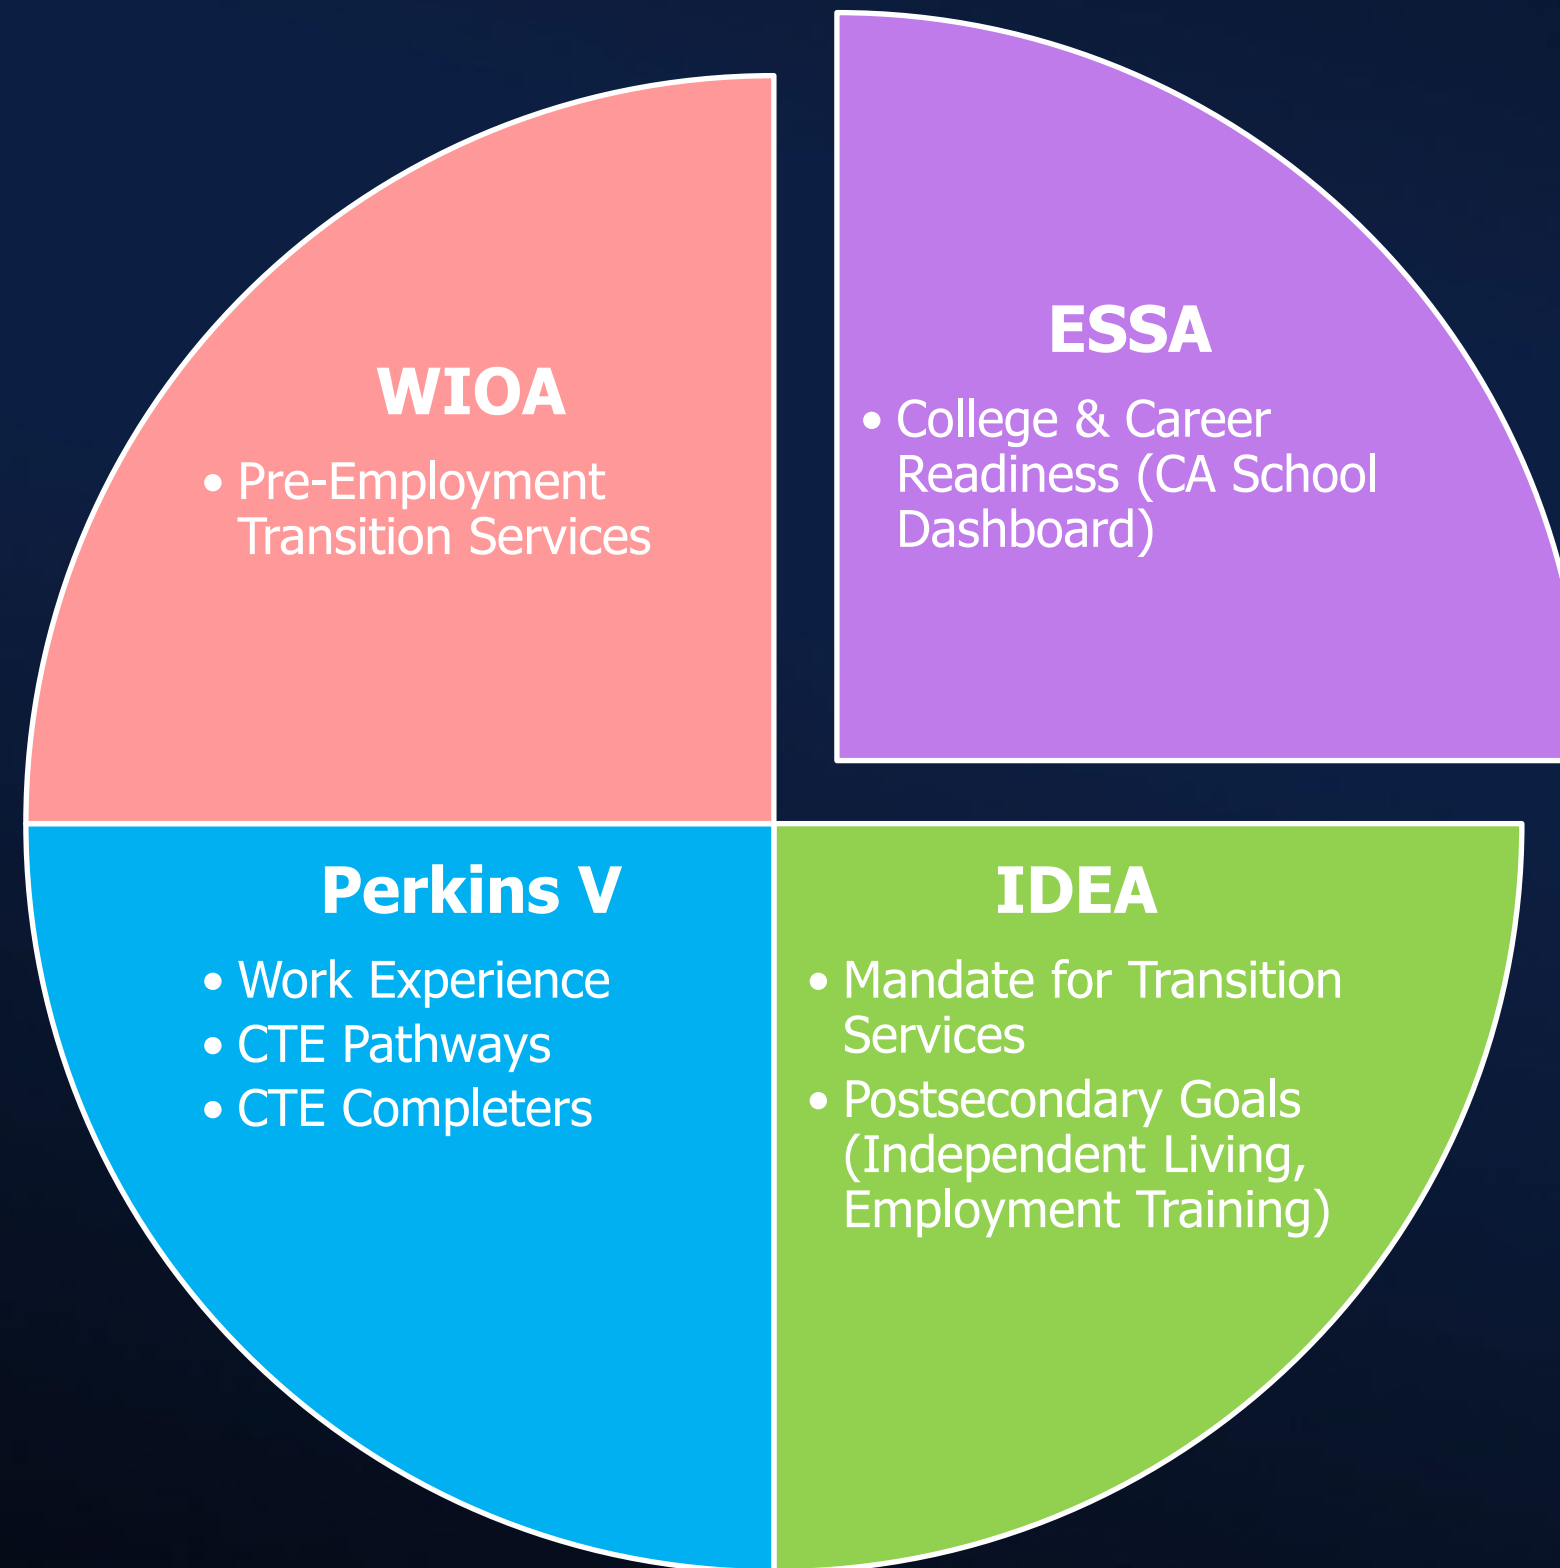 WIOA
• Pre-Employment
Transition Services
ESSA
• College & Career
Readiness (CA School
Dashboard)
Perkins V
• Work Experience
• CTE Pathways
• CTE Completers
IDEA
• Mandate for Transition
Services
• Postsecondary Goals
(Independent Living,
Employment Training)